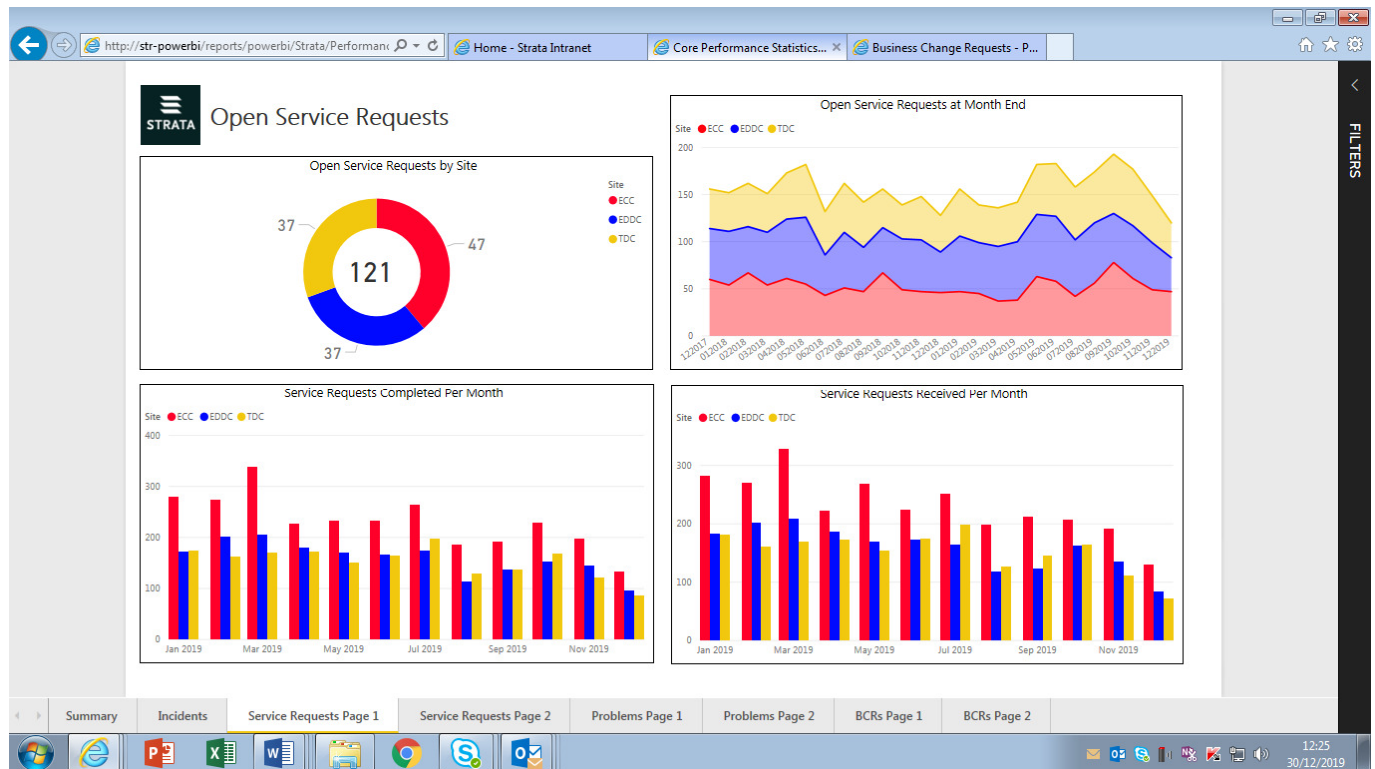 http://str-powerbi/reports/powerbi/Strata/Performanc
Home - Strata Intranet
Core Performance Statistics...
Business Change Requests - P...
STRATA
Open Service Requests
Open Service Requests by Site
Site
ECC
EDDC
TDC
37
47
121
37
Open Service Requests at Month End
Site ECC EDDC TDC
200
150
100
50
0
122017 012018 022018 032018 042018 052018 062018 072018 082018 092018 102018 112018 122018 012019 022019 032019 042019 052019 062019 072019 082019 092019 102019 112019 122019
Service Requests Completed Per Month
Site ECC EDDC TDC
400
300
200
100
0
Jan 2019 Mar 2019 May 2019 Jul 2019 Sep 2019 Nov 2019
Service Requests Received Per Month
Site ECC EDDC TDC
300
200
100
0
Jan 2019 Mar 2019 May 2019 Jul 2019 Sep 2019 Nov 2019
FILTERS
Summary Incidents Service Requests Page 1 Service Requests Page 2 Problems Page 1 Problems Page 2 BCRs Page 1 BCRs Page 2
12:25
30/12/2019